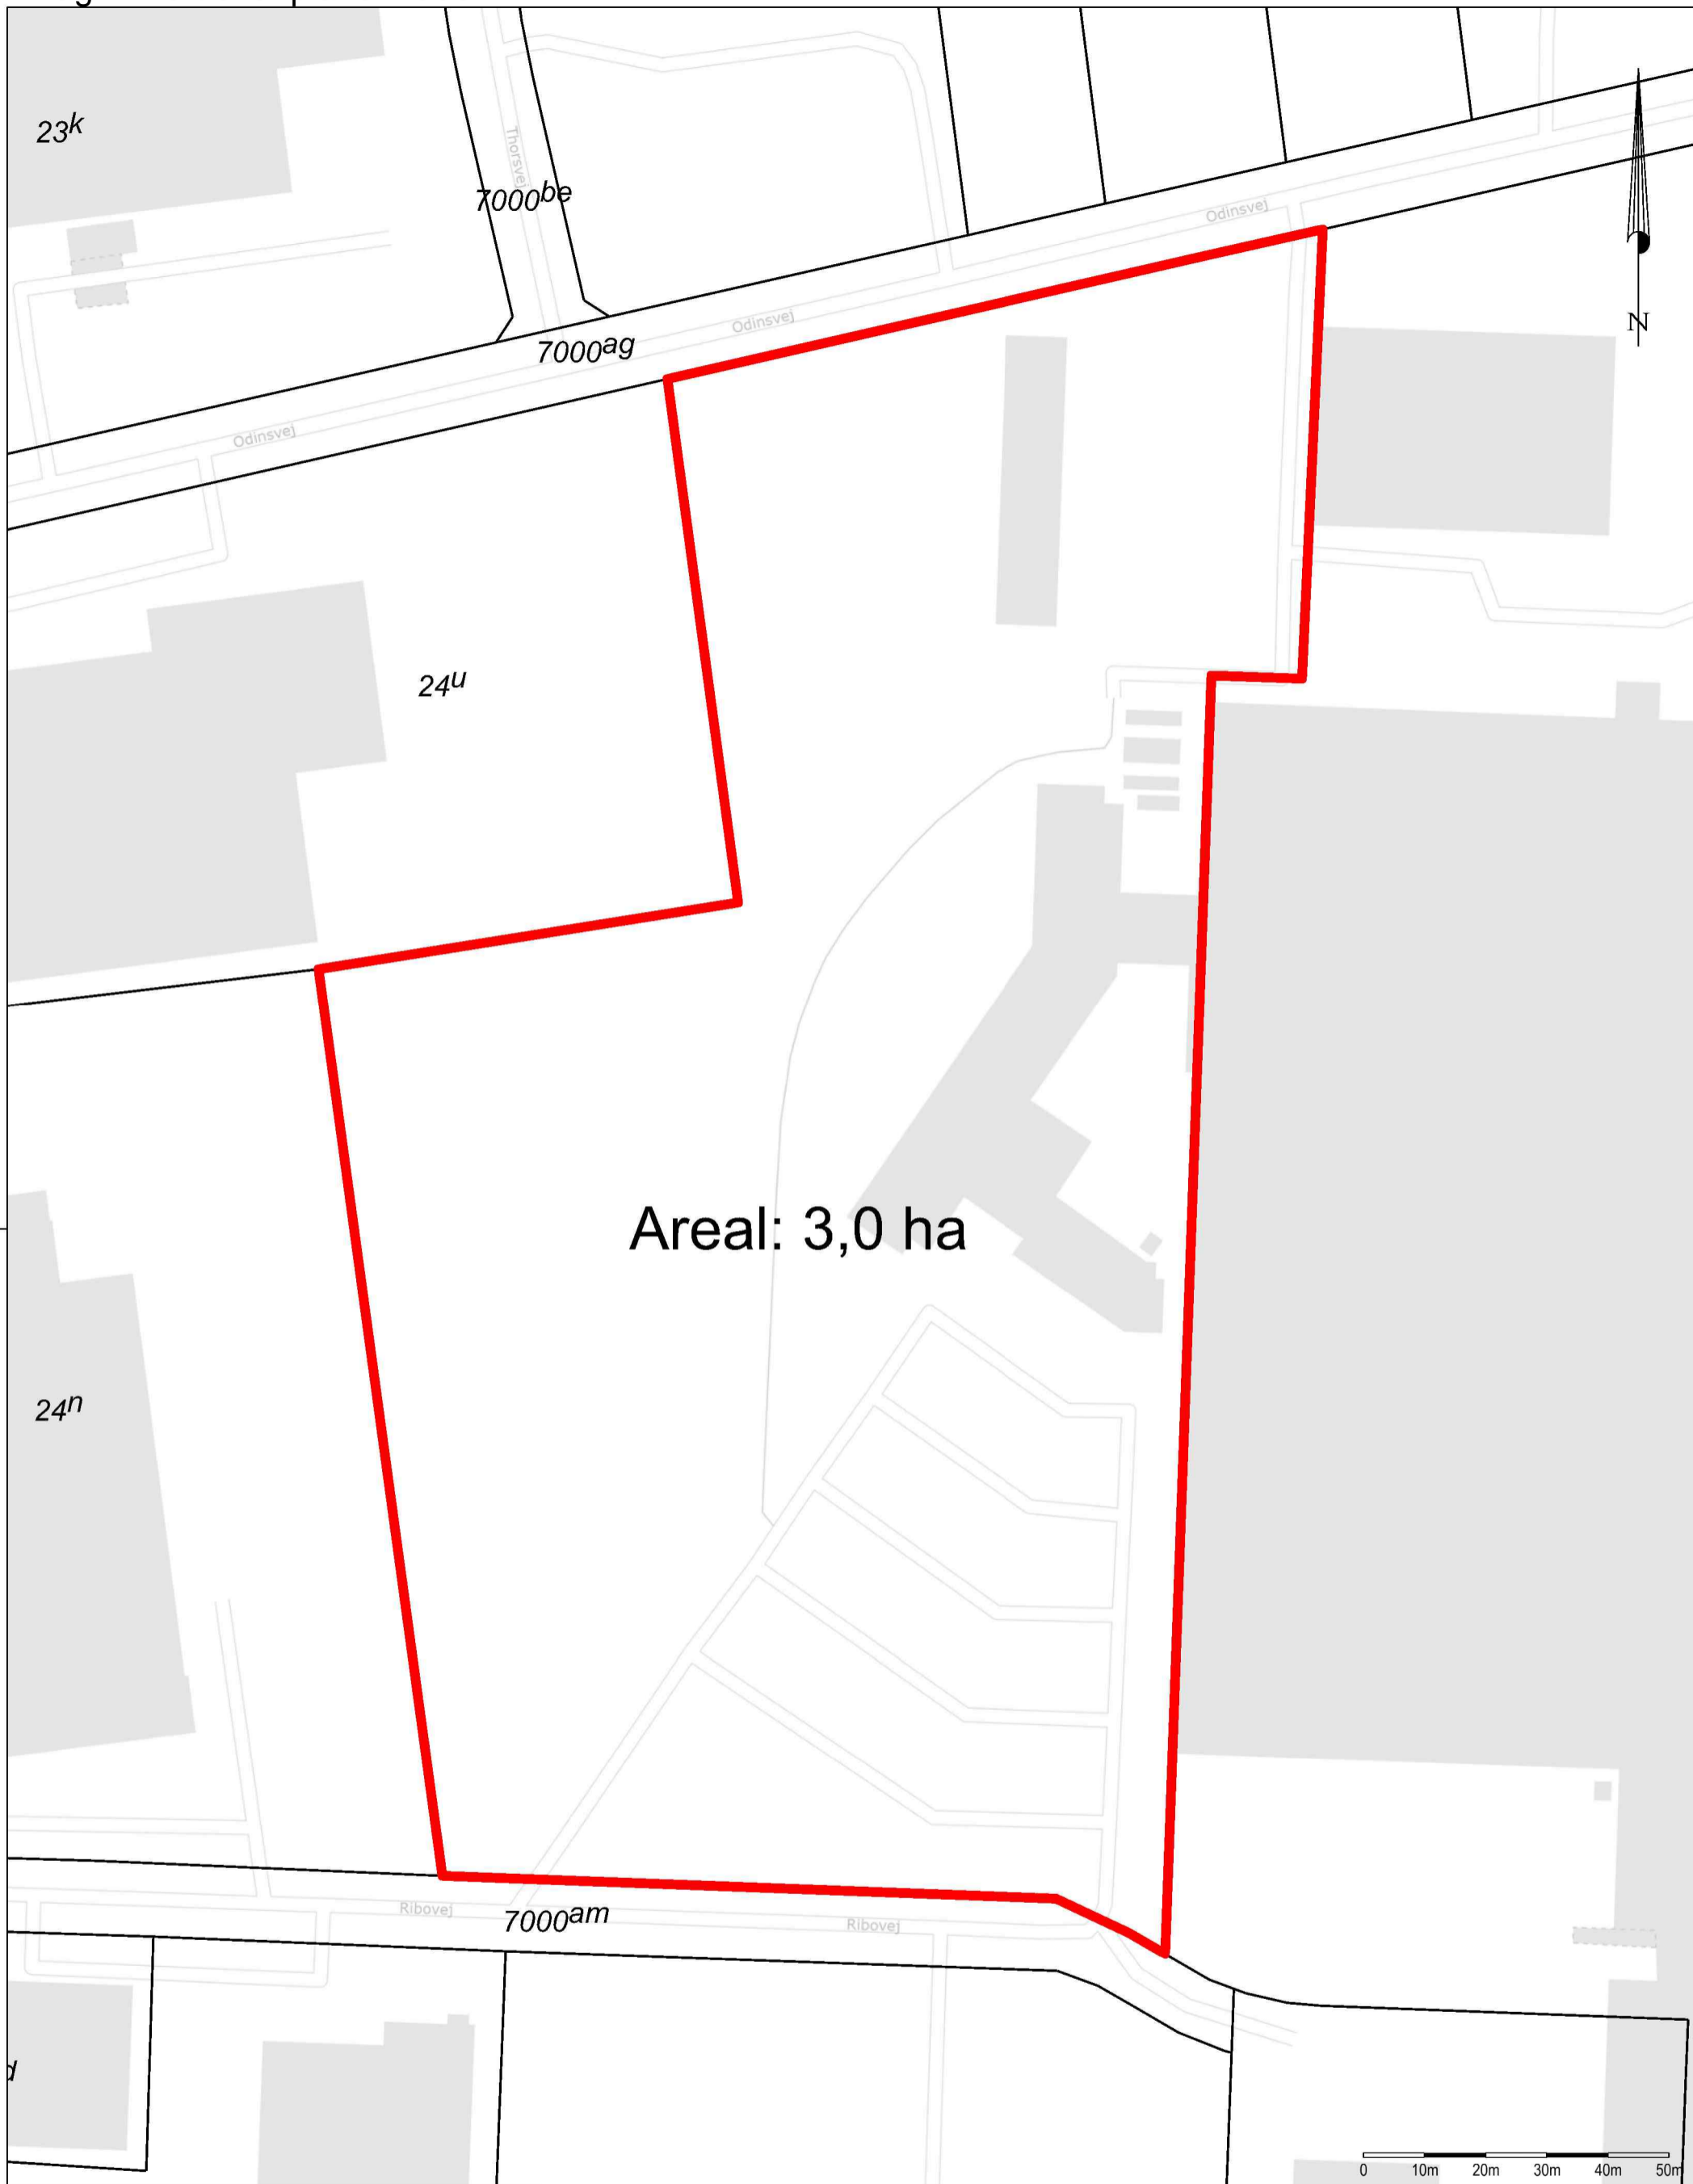 23k
Thorsvej
7000be
Odinsvej
Odinsvej
7000ag
N
Odinsvej
24u
Areal: 3,0 ha
24n
Ribovej
7000am
Ribovej
d
0 10m 20m 30m 40m 50m